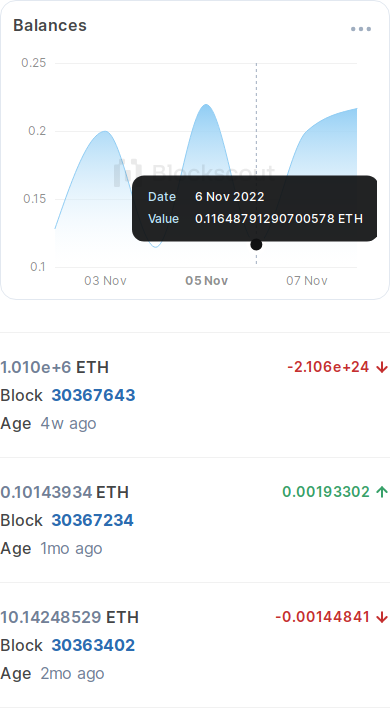 Balances
0.25
0.2
Blockscout
Date 6 Nov 2022
0.15
Value 0.11648791290700578 ETH
0.1
03 Nov 05 Nov 07 Nov
1.010e+6 ETH -2.106e+24
Block 30367643
Age 4w ago
0.10143934 ETH 0.00193302
Block 30367234
Age 1mo ago
10.14248529 ETH -0.00144841
Block 30363402
Age 2mo ago